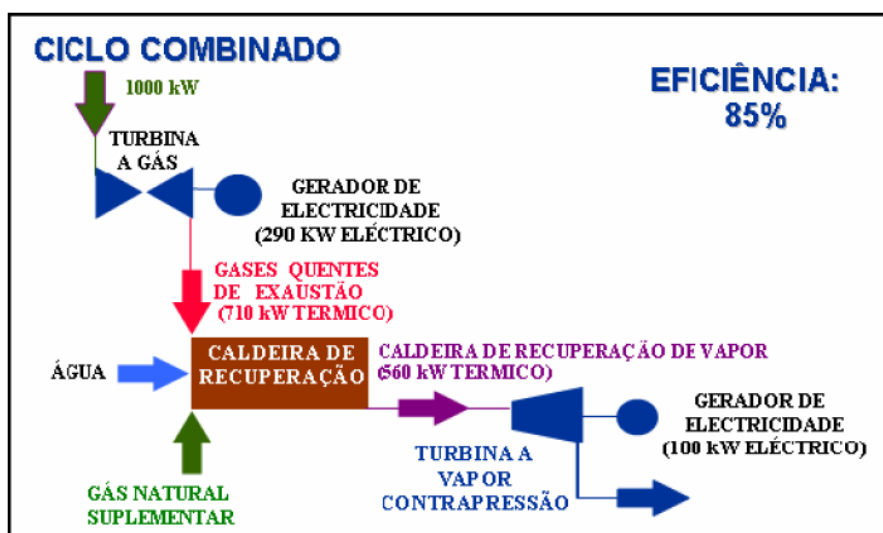 CICLO COMBINADO
1000 kW
EFICIÊNCIA:
85%
TURBINA
A GÁS
GERADOR DE
ELECTRICIDADE
(290 KW ELÉCTRICO)
GASES QUENTES
DE EXAUSTÃO
(710 kW TERMICO)
ÁGUA
CALDEIRA DE
RECUPERAÇÃO
CALDEIRA DE RECUPERAÇÃO DE VAPOR
(560 kW TERMICO)
GERADOR DE
ELECTRICIDADE
(100 kW ELÉCTRICO)
TURBINA A
VAPOR
CONTRAPRESSÃO
GÁS NATURAL
SUPLEMENTAR